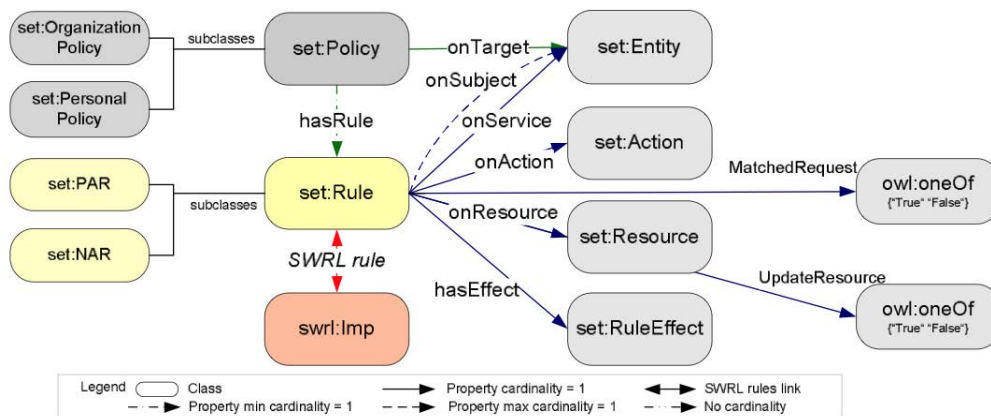 set:Organization
Policy
subclasses
set:Policy
onTarget
set:Entity
onSubject
set:Personal
Policy
hasRule
onService
onAction
set:Action
set:PAR
subclasses
set:Rule
MatchedRequest
owl:oneOf
{"True" "False"}
onResource
set:Resource
set:NAR
SWRL rule
UpdateResource
hasEffect
swrl:Imp
set:RuleEffect
owl:oneOf
{"True" "False"}
Legend Class Property cardinality = 1 SWRL rules link
Property min cardinality = 1 Property max cardinality = 1 No cardinality